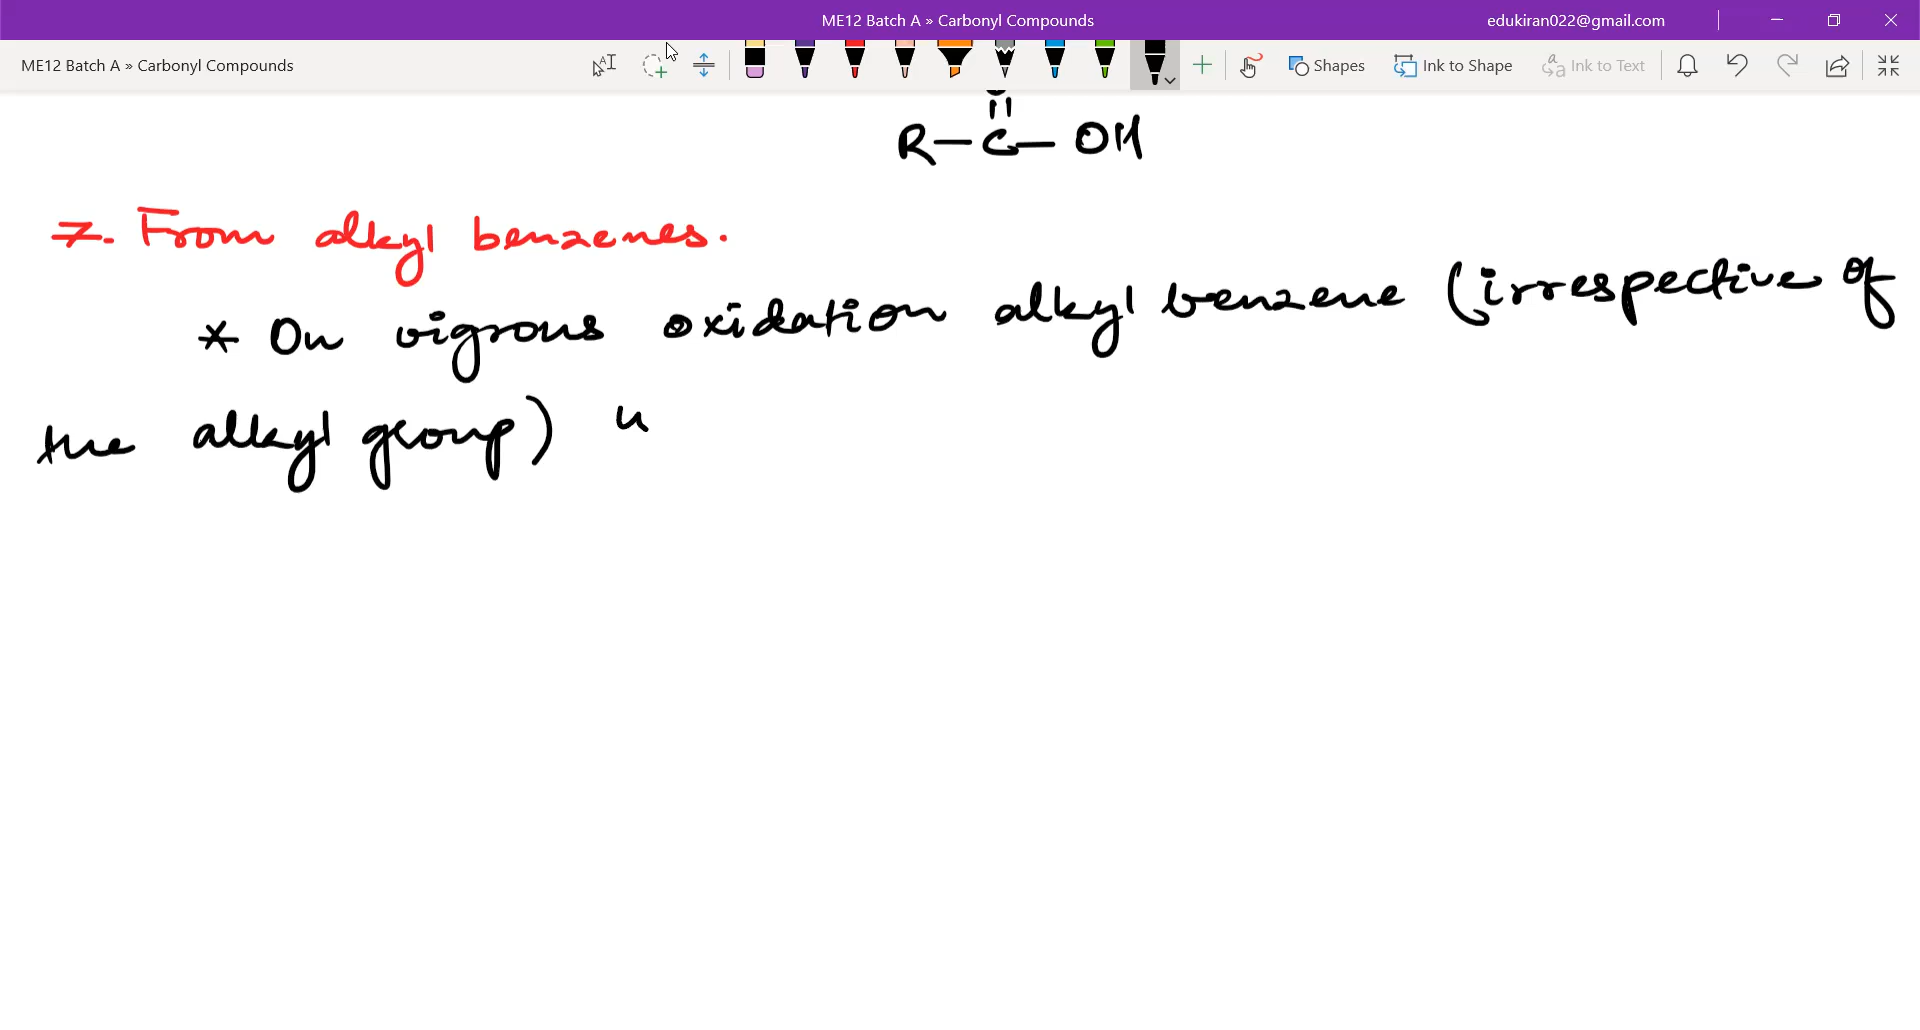 ME12 Batch A » Carbonyl Compounds
edukiran022@gmail.com
ME12 Batch A » Carbonyl Compounds
Shapes
Ink to Shape
Ink to Text
R—C—OH
7. From alkyl benzenes.
* On vigrous oxidation alkyl benzene (irrespective of
the alkyl group)